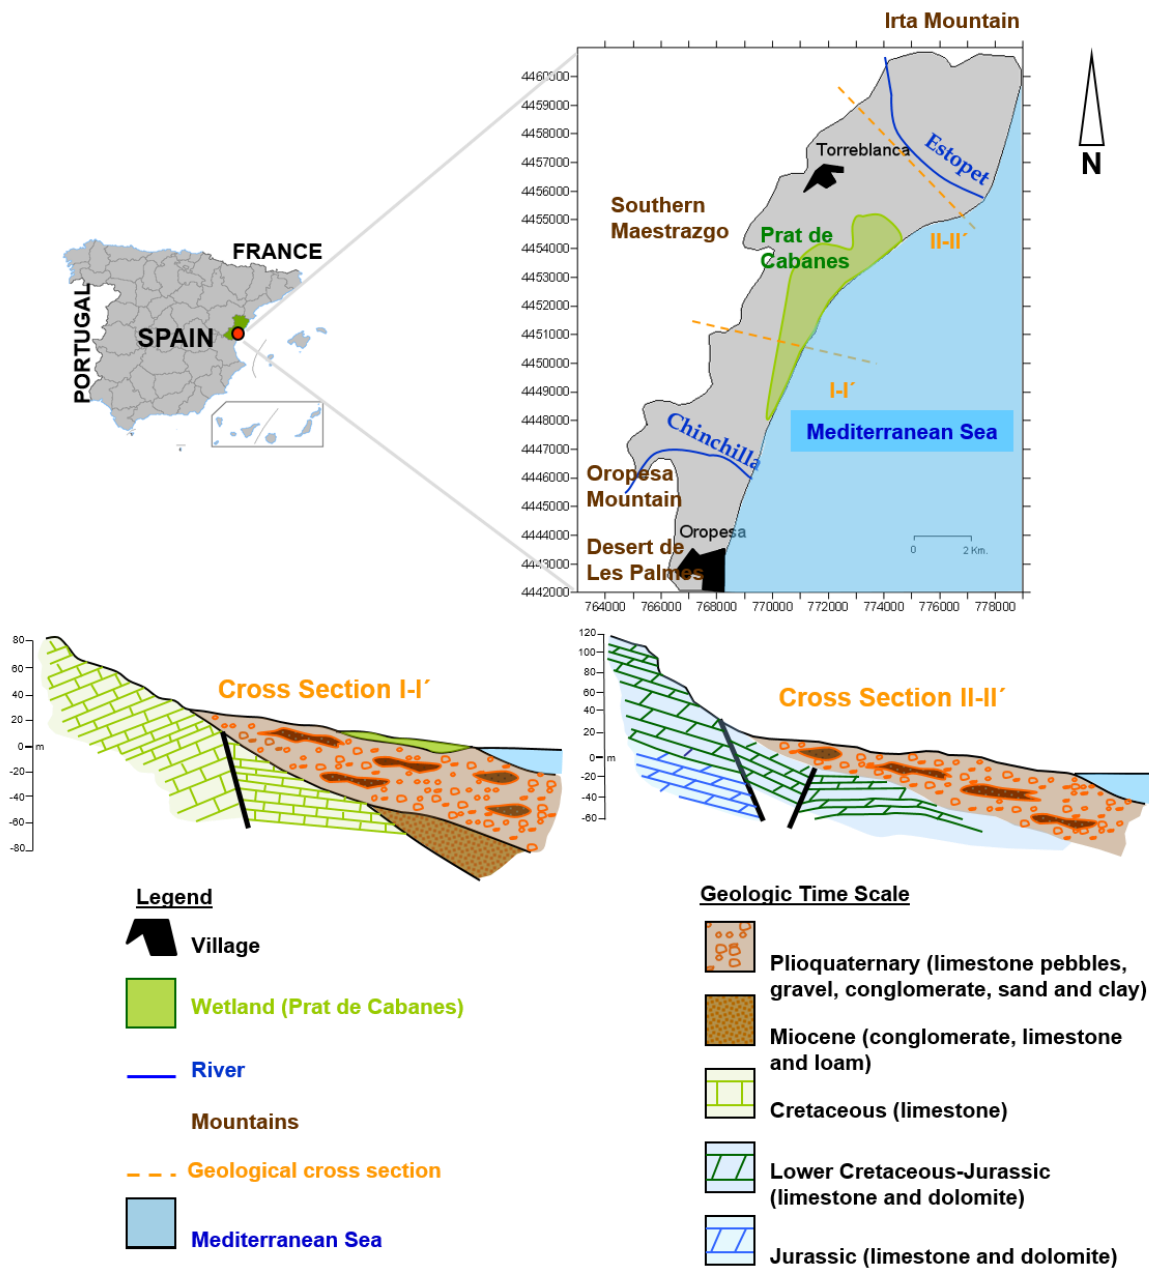 Irta Mountain
4460000
4459000
4458000
4457000
4456000
4455000
4454000
4453000
4452000
4451000
4450000
4449000
4448000
4447000
4446000
4445000
4444000
4443000
4442000
764000 766000 768000 770000 772000 774000 776000 778000
N
Torreblanca
Estopet
Southern
Maestrazgo
Prat de
Cabanes
II-II´
I-I´
Mediterranean Sea
Chinchilla
Oropesa
Mountain
Oropesa
Desert de
Les Palmes
0 2 Km.
FRANCE
PORTUGAL
SPAIN
Cross Section I-I´
80
60
40
20
0 m
-20
-40
-60
-80
Cross Section II-II´
120
100
80
60
40
20
0 m
-20
-40
-60
Legend
Village
Wetland (Prat de Cabanes)
River
Mountains
Geological cross section
Mediterranean Sea
Geologic Time Scale
Plioquaternary (limestone pebbles,
gravel, conglomerate, sand and clay)
Miocene (conglomerate, limestone
and loam)
Cretaceous (limestone)
Lower Cretaceous-Jurassic
(limestone and dolomite)
Jurassic (limestone and dolomite)